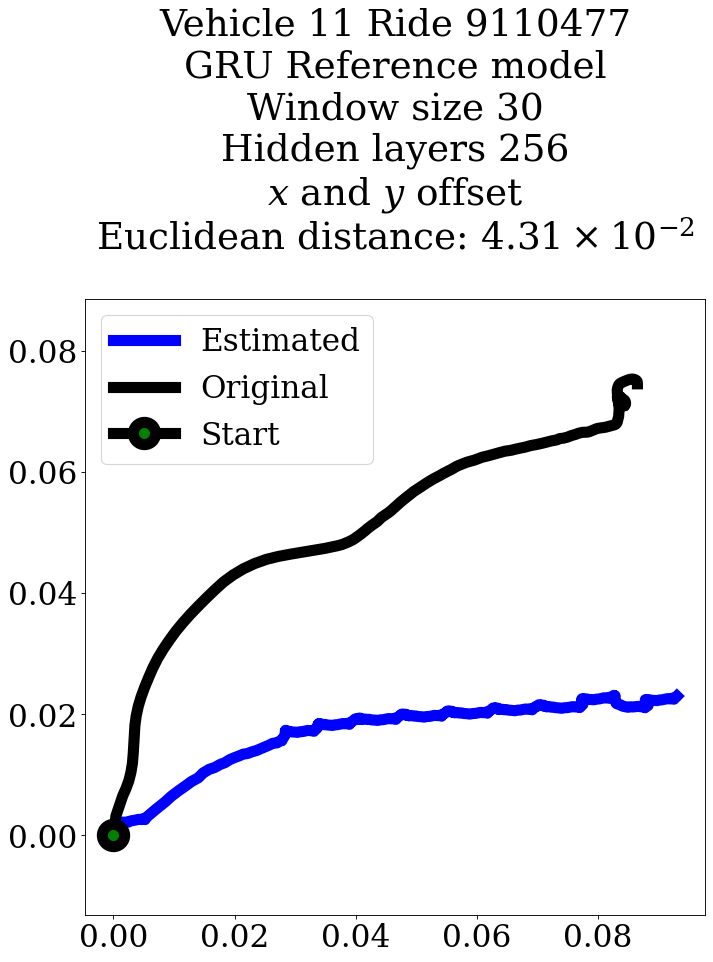 Vehicle 11 Ride 9110477
GRU Reference model
Window size 30
Hidden layers 256
x and y offset
Euclidean distance: 4.31 × 10⁻²
Estimated
Original
Start
0.08
0.06
0.04
0.02
0.00
0.00 0.02 0.04 0.06 0.08